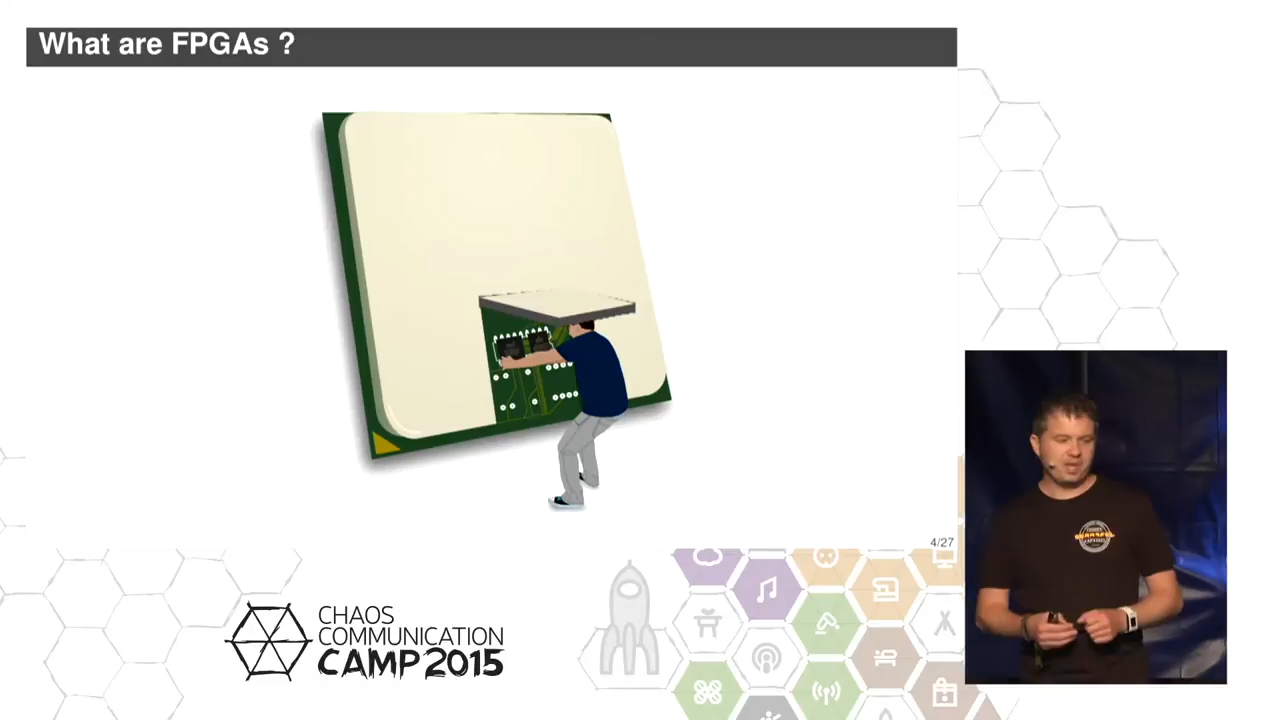 What are FPGAs ?
4/27
CHAOS
COMMUNICATION
CAMP 2015